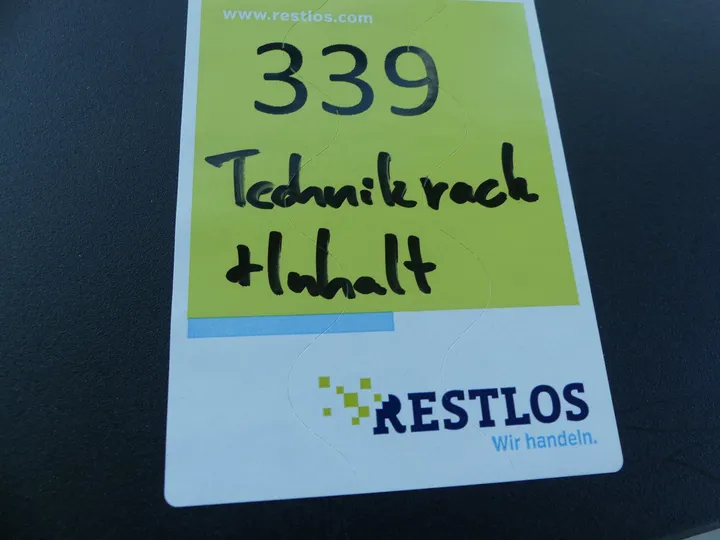 www.restlos.com
339
Technikrack
+Inhalt
RESTLOS
Wir handeln.